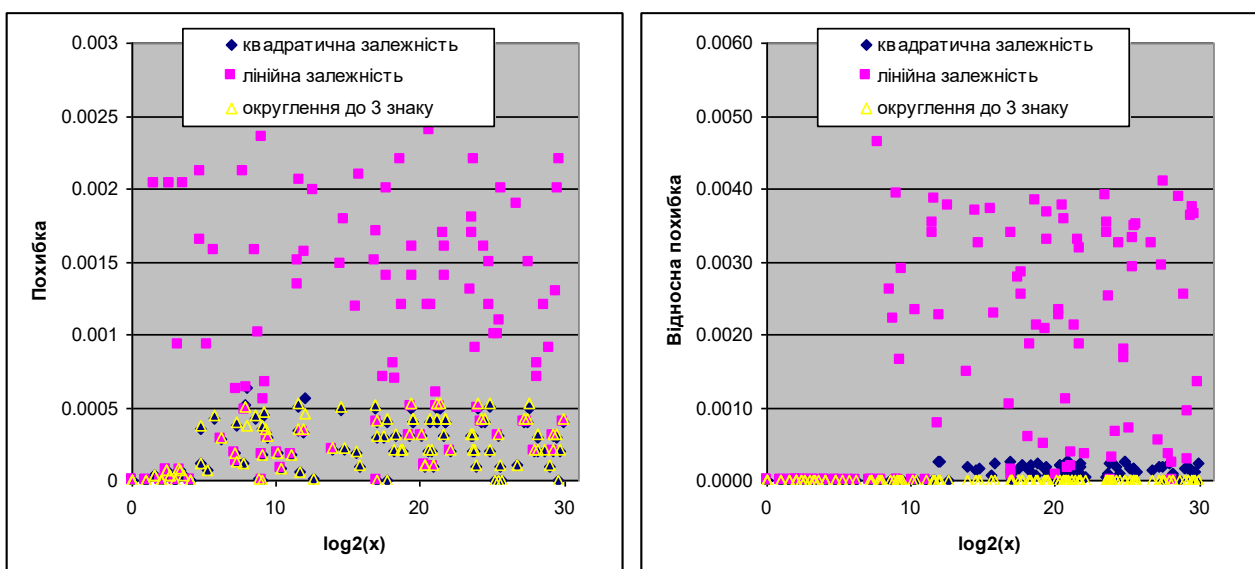 квадратична залежність
лінійна залежність
округлення до 3 знаку
0.003
0.0025
0.002
0.0015
0.001
0.0005
0
0
10
20
30
Похибка
log2(x)
квадратична залежність
лінійна залежність
округлення до 3 знаку
0.0060
0.0050
0.0040
0.0030
0.0020
0.0010
0.0000
0
10
20
30
Відносна похибка
log2(x)